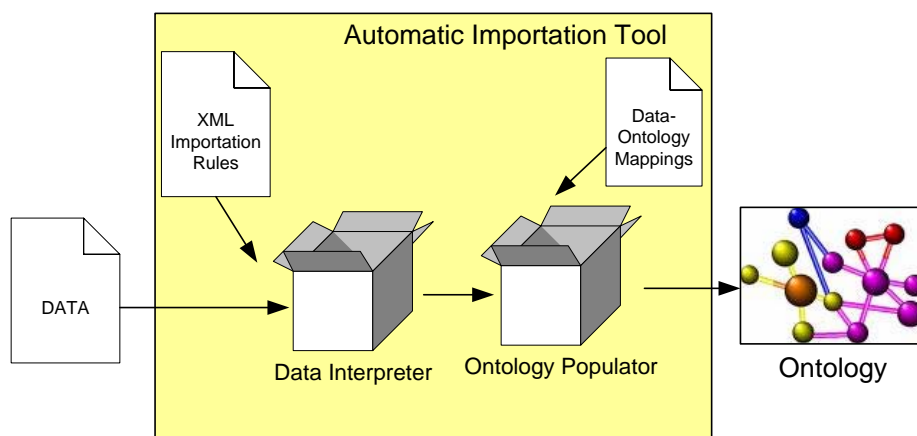 Automatic Importation Tool
XML
Importation
Rules
Data-
Ontology
Mappings
DATA
Data Interpreter
Ontology Populator
Ontology